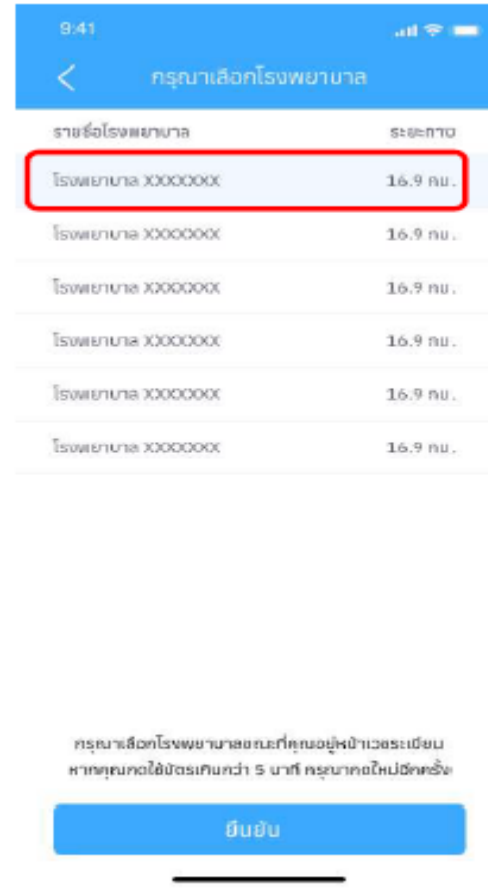 9:41
กรุณาเลือกโรงพยาบาล
รายชื่อโรงพยาบาล ระยะทาง
โรงพยาบาล XXXXXXX 16.9 กม.
โรงพยาบาล XXXXXXX 16.9 กม.
โรงพยาบาล XXXXXXX 16.9 กม.
โรงพยาบาล XXXXXXX 16.9 กม.
โรงพยาบาล XXXXXXX 16.9 กม.
โรงพยาบาล XXXXXXX 16.9 กม.
กรุณาเลือกโรงพยาบาลขณะที่คุณอยู่หน้าเวชระเบียน
หากคุณกดใช้บัตรเกินกว่า 5 นาที กรุณากดใหม่อีกครั้ง
ยืนยัน